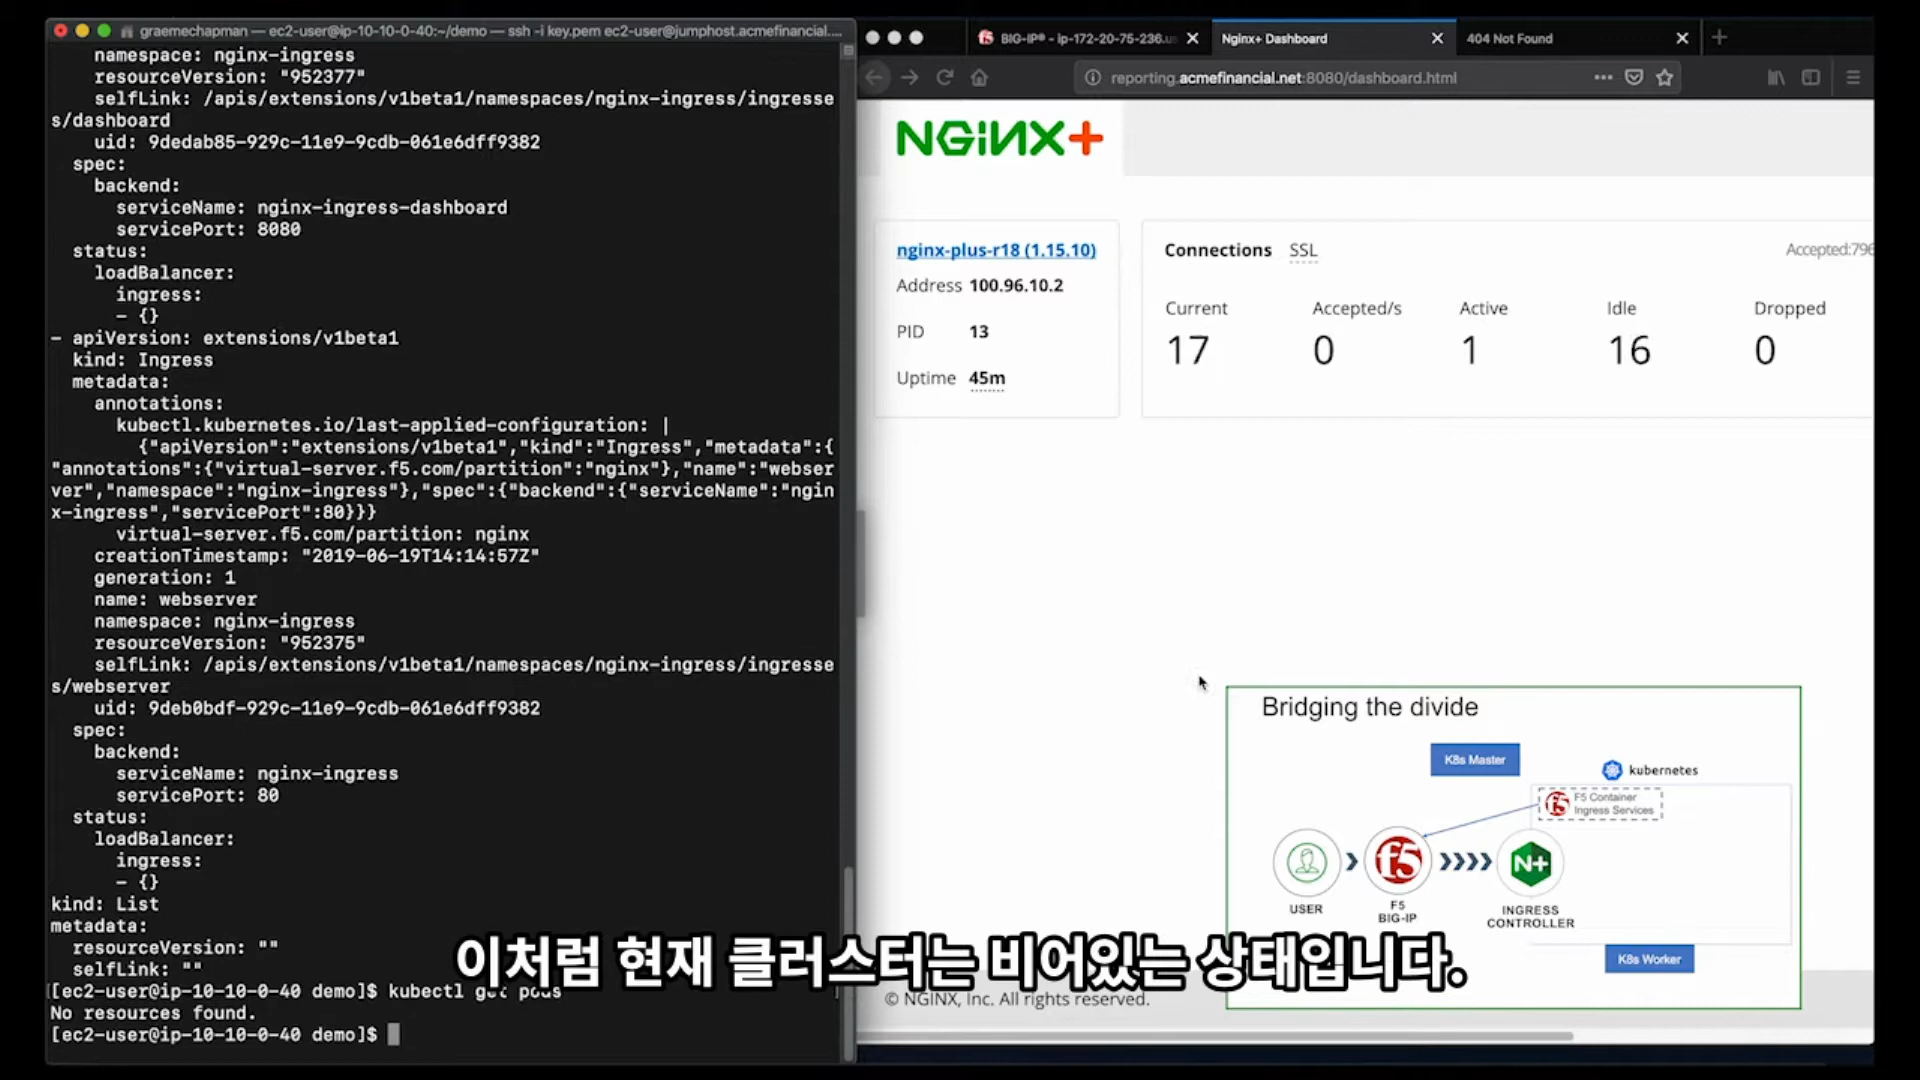 graemechapman — ec2-user@ip-10-10-0-40:~/demo — ssh -i key.pem ec2-user@jumphost.acmefinancial....
namespace: nginx-ingress
resourceVersion: "952377"
selfLink: /apis/extensions/v1beta1/namespaces/nginx-ingress/ingresse
s/dashboard
uid: 9dedab85-929c-11e9-9cdb-061e6dff9382
spec:
backend:
serviceName: nginx-ingress-dashboard
servicePort: 8080
status:
loadBalancer:
ingress:
- {}
- apiVersion: extensions/v1beta1
kind: Ingress
metadata:
annotations:
kubectl.kubernetes.io/last-applied-configuration: |
{"apiVersion":"extensions/v1beta1","kind":"Ingress","metadata":{
"annotations":{"virtual-server.f5.com/partition":"nginx"},"name":"webser
ver","namespace":"nginx-ingress"},"spec":{"backend":{"serviceName":"ngin
x-ingress","servicePort":80}}}
virtual-server.f5.com/partition: nginx
creationTimestamp: "2019-06-19T14:14:57Z"
generation: 1
name: webserver
namespace: nginx-ingress
resourceVersion: "952375"
selfLink: /apis/extensions/v1beta1/namespaces/nginx-ingress/ingresse
s/webserver
uid: 9deb0bdf-929c-11e9-9cdb-061e6dff9382
spec:
backend:
serviceName: nginx-ingress
servicePort: 80
status:
loadBalancer:
ingress:
- {}
kind: List
metadata:
resourceVersion: ""
selfLink: ""
[ec2-user@ip-10-10-0-40 demo]$ kubectl get pods
No resources found.
[ec2-user@ip-10-10-0-40 demo]$
BIG-IP® - ip-172-20-75-236.us
Nginx+ Dashboard
404 Not Found
reporting.acmefinancial.net:8080/dashboard.html
NGINX+
nginx-plus-r18 (1.15.10)
Address 100.96.10.2
PID 13
Uptime 45m
Connections SSL
Accepted:796
Current Accepted/s Active Idle Dropped
17 0 1 16 0
Bridging the divide
K8s Master
kubernetes
f5 F5 Container
Ingress Services
f5
N+
USER
F5
BIG-IP
INGRESS
CONTROLLER
K8s Worker
© NGINX, Inc. All rights reserved.
이처럼 현재 클러스터는 비어있는 상태입니다.